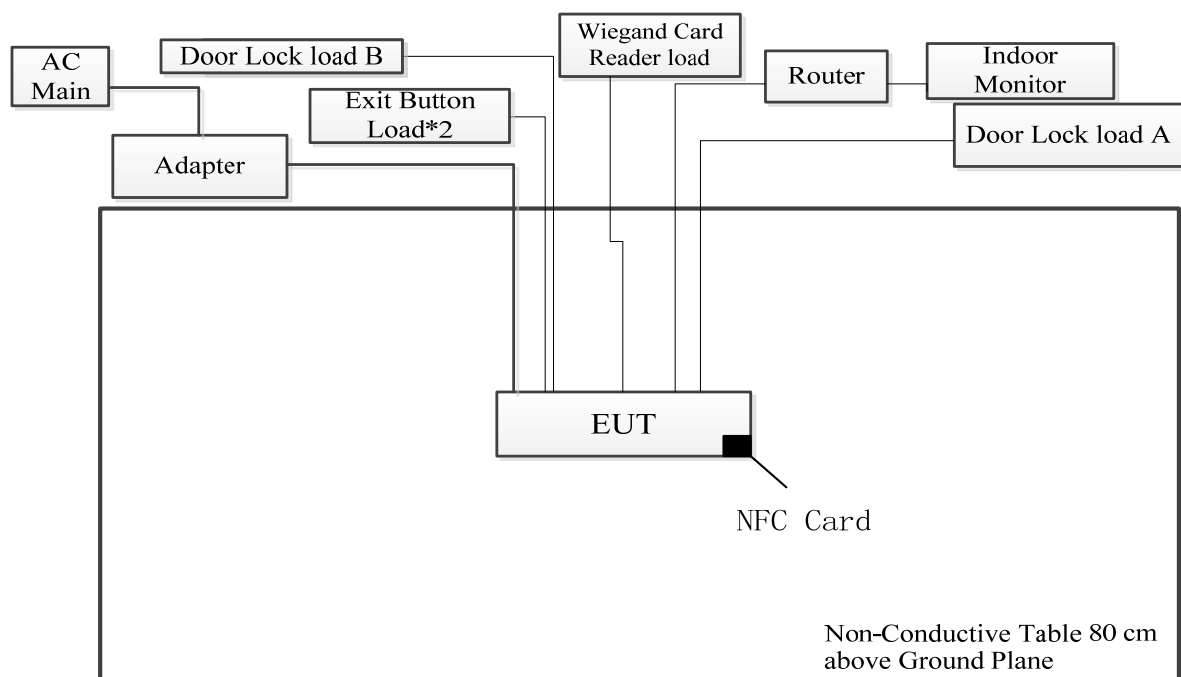 AC
Main
Door Lock load B
Wiegand Card
Reader load
Router
Indoor
Monitor
Exit Button
Load*2
Door Lock load A
Adapter
EUT
NFC Card
Non-Conductive Table 80 cm
above Ground Plane